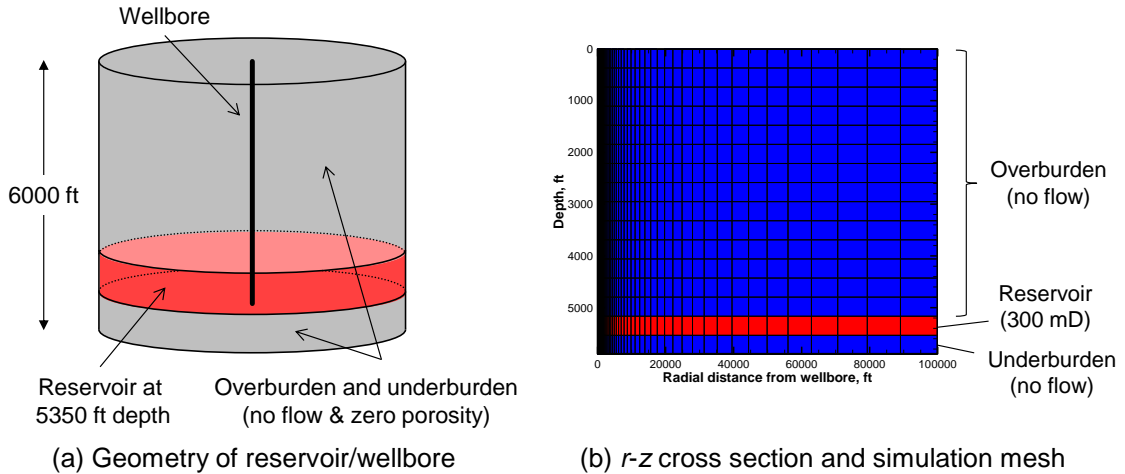 Wellbore
6000 ft
Reservoir at
5350 ft depth
Overburden and underburden
(no flow & zero porosity)
(a) Geometry of reservoir/wellbore
0
1000
2000
3000
4000
5000
Depth, ft
0
20000
40000
60000
80000
100000
Radial distance from wellbore, ft
Overburden
(no flow)
Reservoir
(300 mD)
Underburden
(no flow)
(b) r-z cross section and simulation mesh